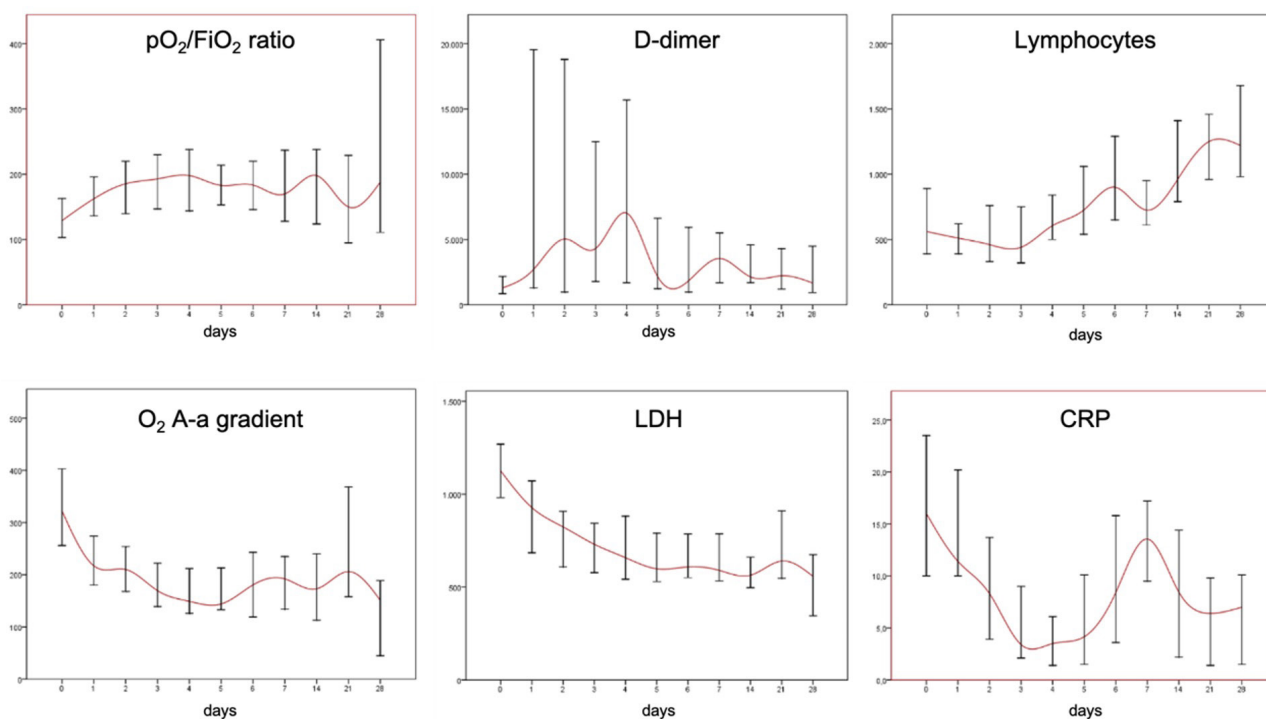 pO₂/FiO₂ ratio
400
300
200
100
0
0 1 2 3 4 5 6 7 14 21 28
days
D-dimer
20.000
15.000
10.000
5.000
0
0 1 2 3 4 5 6 7 14 21 28
days
Lymphocytes
2.000
1.500
1.000
500
0
0 1 2 3 4 5 6 7 14 21 28
days
O₂ A-a gradient
500
400
300
200
100
0
0 1 2 3 4 5 6 7 14 21 28
days
LDH
1.500
1.000
500
0
0 1 2 3 4 5 6 7 14 21 28
days
CRP
25,0
20,0
15,0
10,0
5,0
0,0
0 1 2 3 4 5 6 7 14 21 28
days